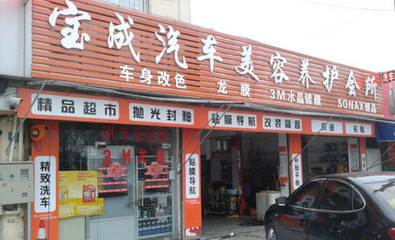 宝成汽车美容养护会所
车身改色 龙膜 3M水晶镀膜 SONAX镀晶
精品超市 抛光封釉 贴膜导航 改装隔音
精致洗车
贴膜导航